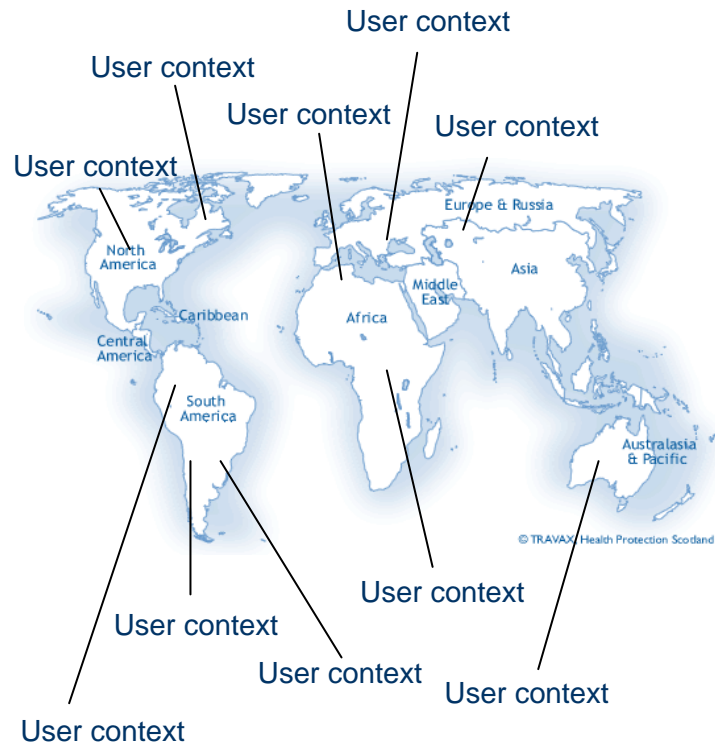 User context
User context
User context
User context
User context
Europe & Russia
North
America
Asia
Middle
East
Caribbean
Africa
Central
America
South
America
Australasia
& Pacific
© TRAVAX, Health Protection Scotland
User context
User context
User context
User context
User context